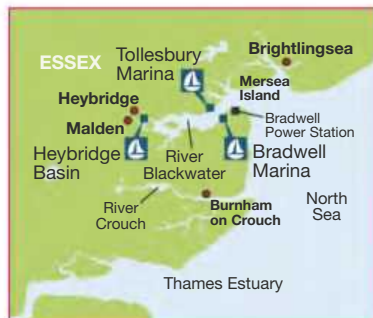 ESSEX
Tollesbury
Marina
Brightlingsea
Mersea
Island
Heybridge
Malden
Bradwell
Power Station
Heybridge
Basin
River
Blackwater
Bradwell
Marina
River
Crouch
Burnham
on Crouch
North
Sea
Thames Estuary